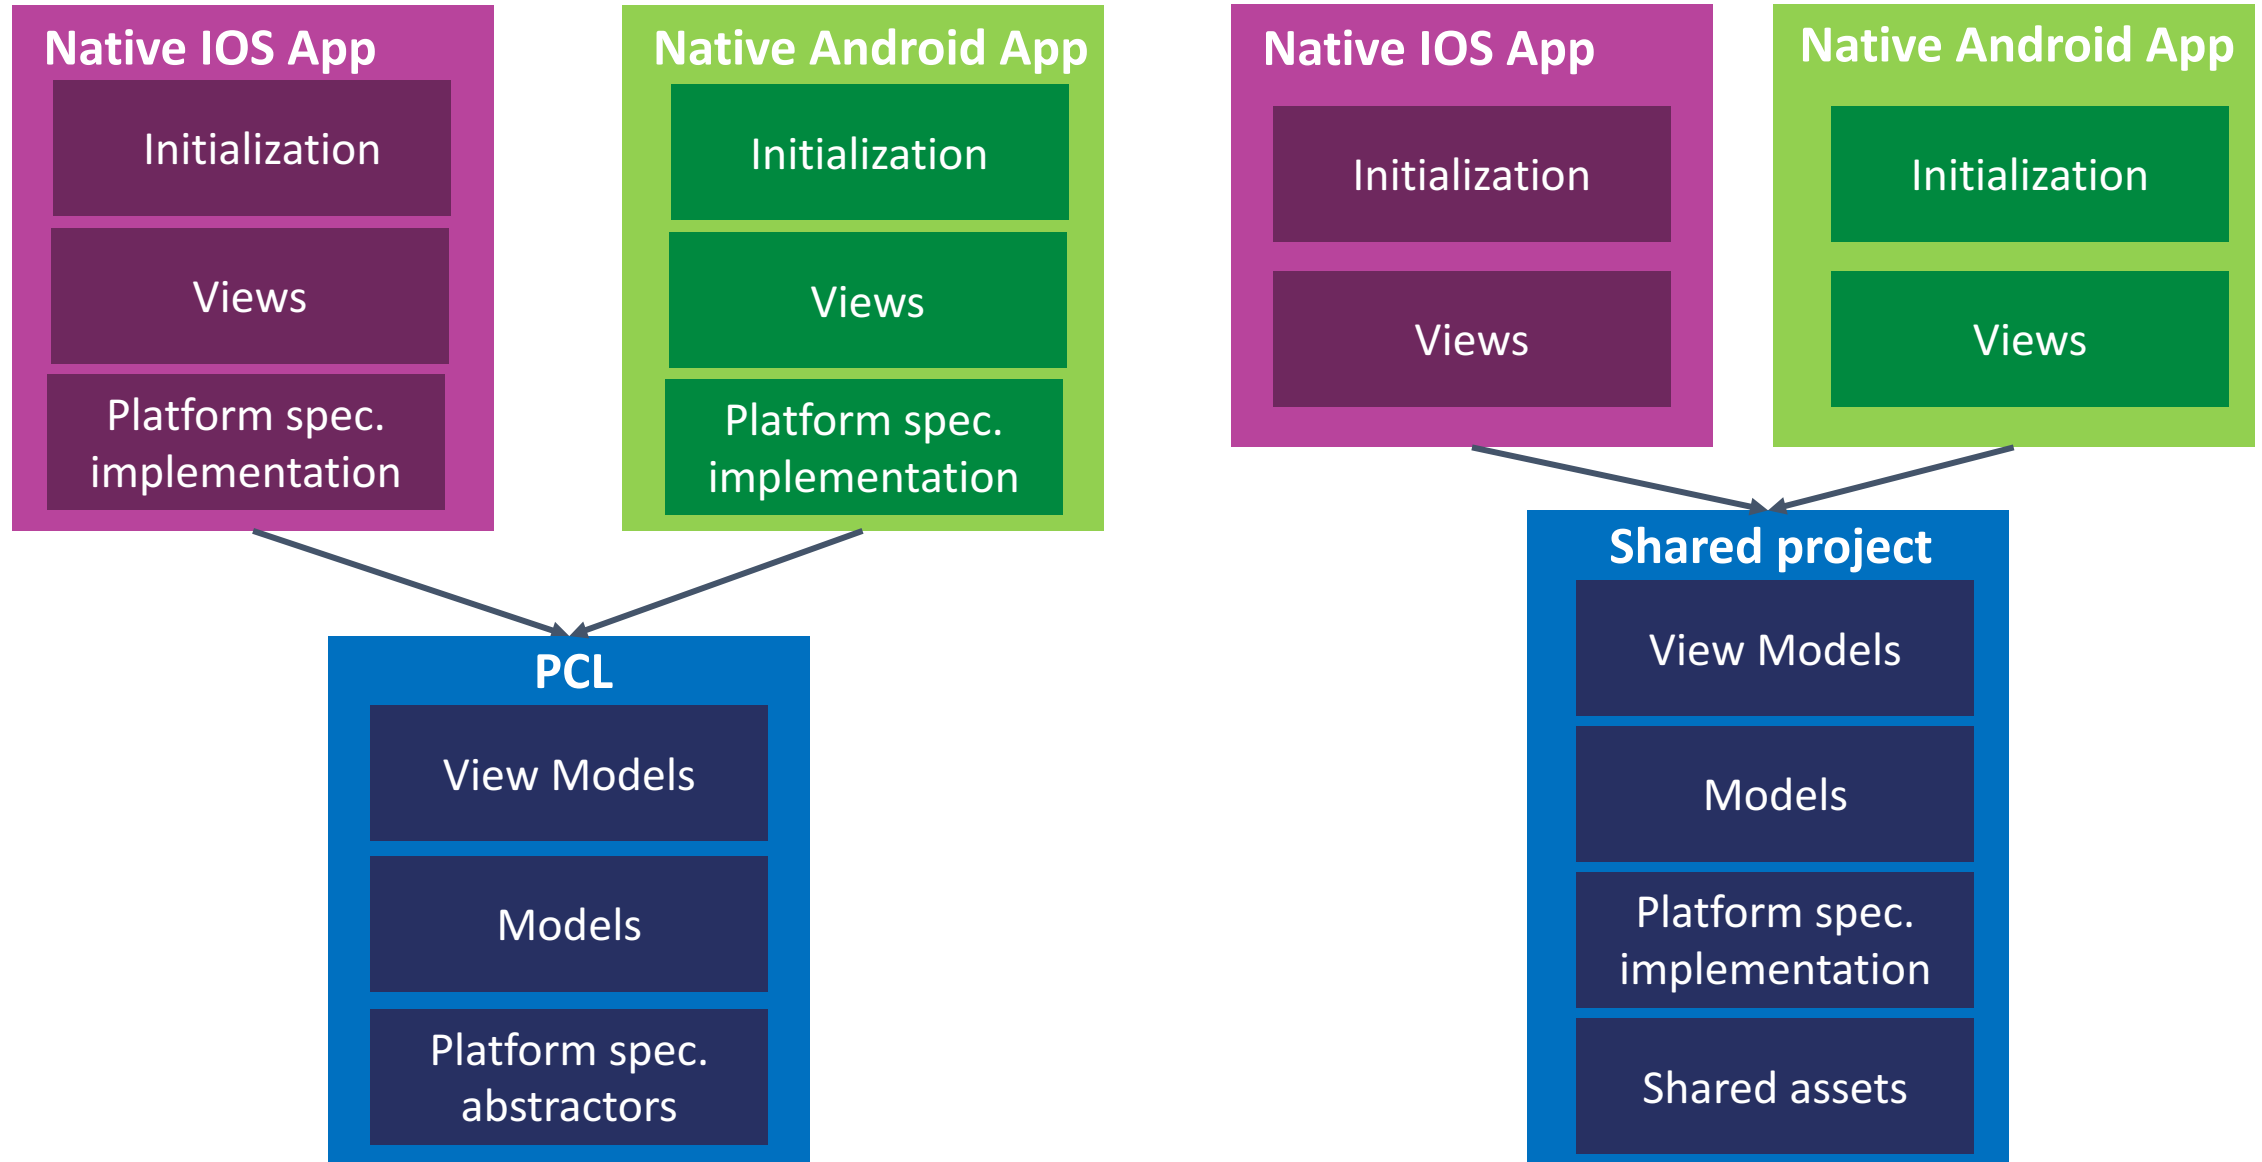 Native IOS App
Initialization
Views
Platform spec.
implementation
Native Android App
Initialization
Views
Platform spec.
implementation
PCL
View Models
Models
Platform spec.
abstractors
Native IOS App
Initialization
Views
Native Android App
Initialization
Views
Shared project
View Models
Models
Platform spec.
implementation
Shared assets